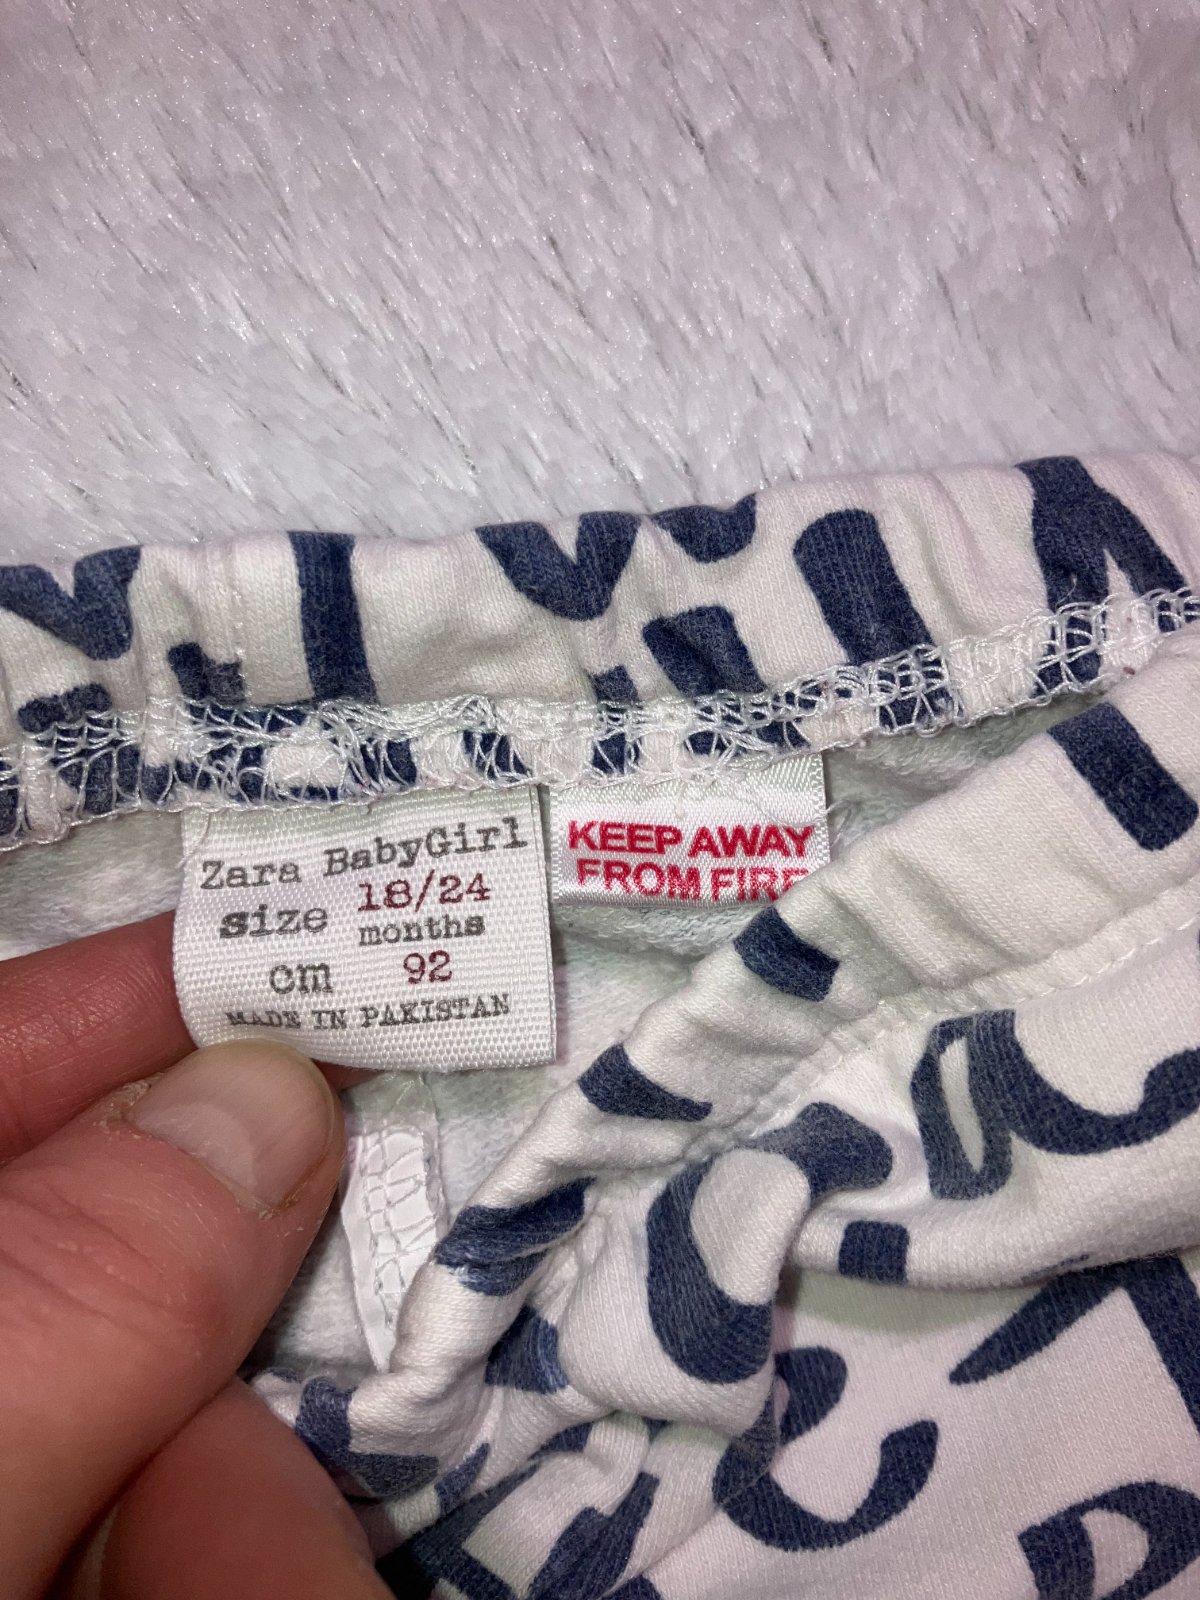 Zara BabyGirl
size 18/24
months
cm 92
MADE IN PAKISTAN
KEEP AWAY
FROM FIRE